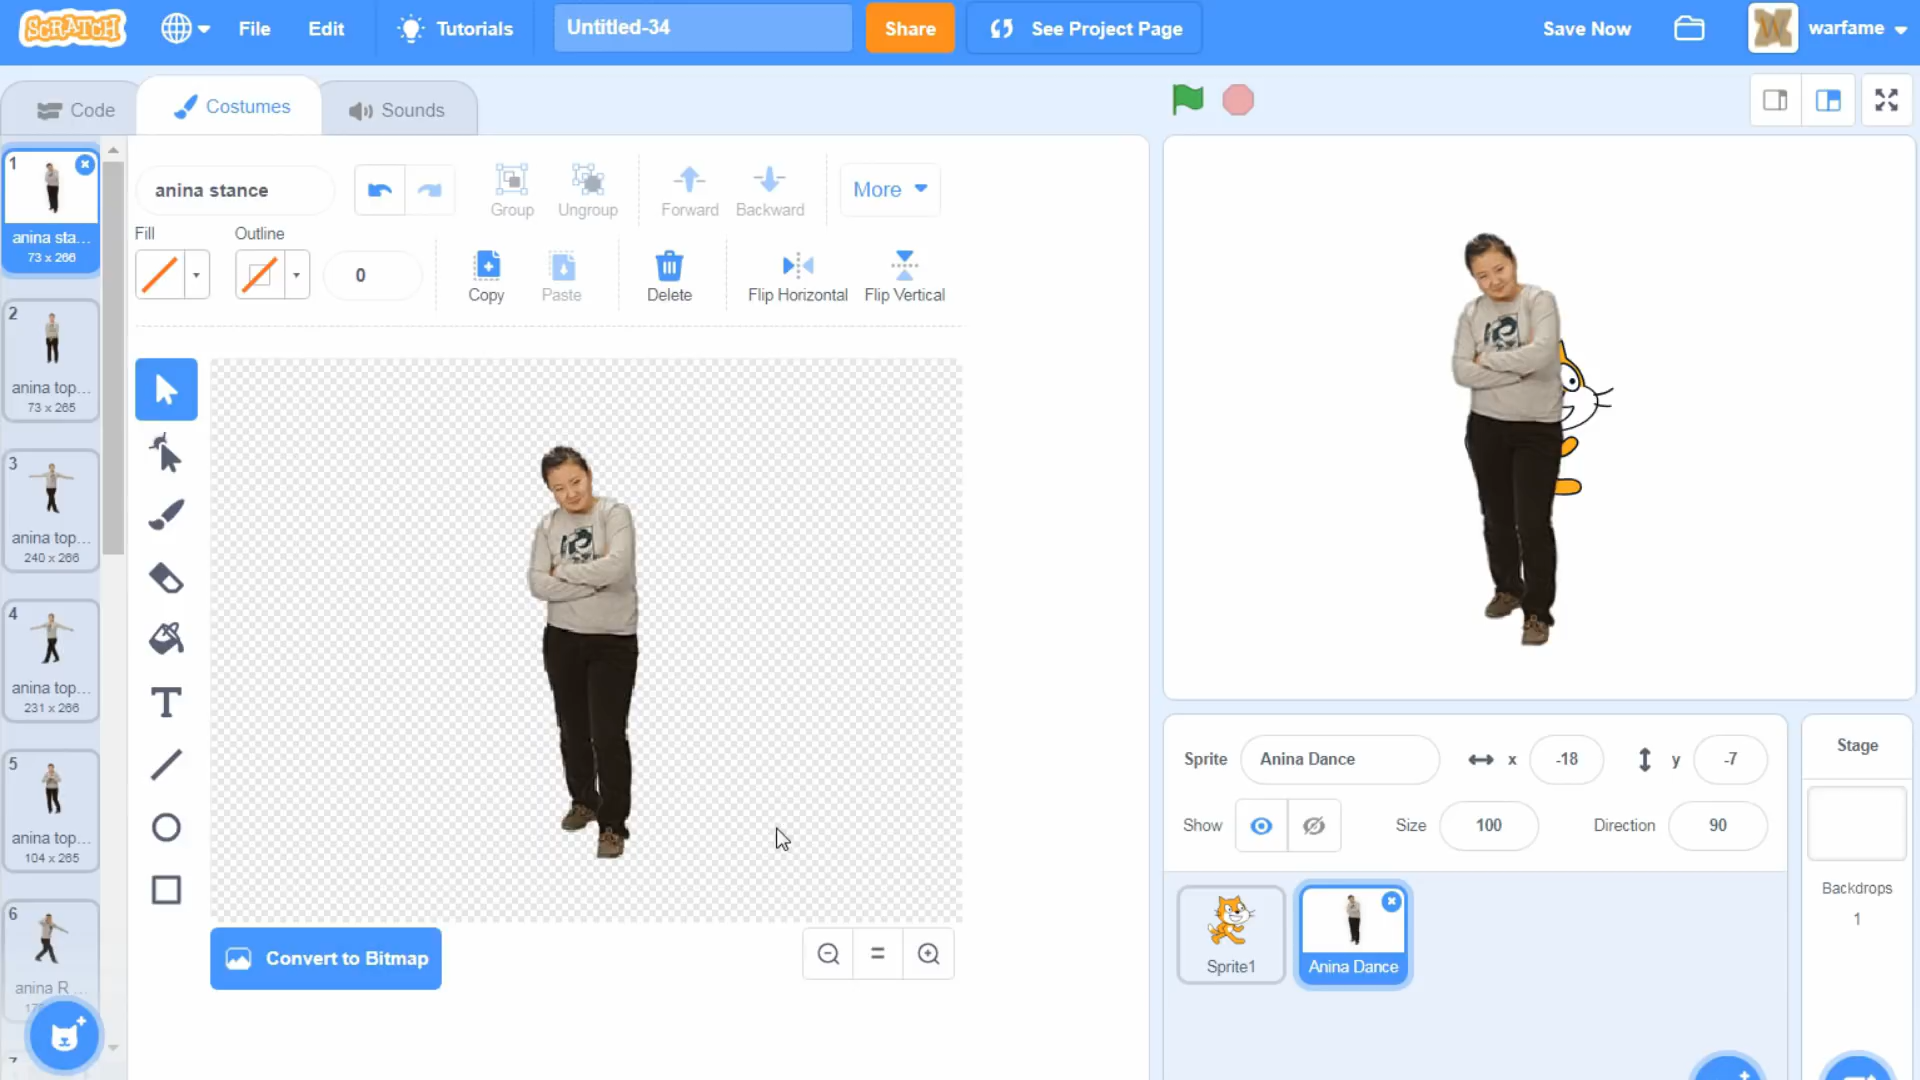 SCRATCH
File
Edit
Tutorials
Untitled-34
Share
See Project Page
Save Now
warfame
Code
Costumes
Sounds
1
anina sta...
73 x 266
2
anina top...
73 x 265
3
anina top...
240 x 266
4
anina top...
231 x 266
5
anina top...
104 x 265
6
anina R ...
anina stance
Group
Ungroup
Forward
Backward
More
Fill
Outline
0
Copy
Paste
Delete
Flip Horizontal
Flip Vertical
T
Convert to Bitmap
Sprite
Anina Dance
x
-18
y
-7
Show
Size
100
Direction
90
Sprite1
Anina Dance
Stage
Backdrops
1